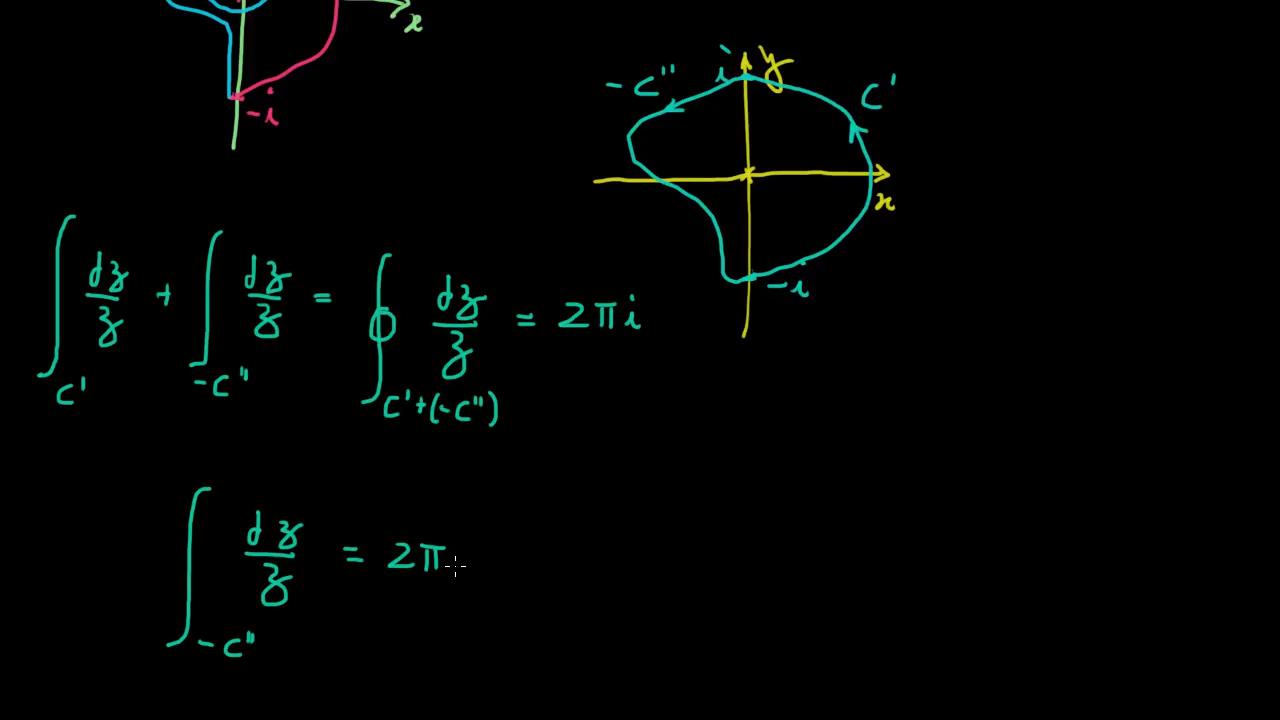 x
-i
i y
-C''
C'
x
-i
∫_{C'} dz/z + ∫_{-C''} dz/z = ∮_{C'+(-C'')} dz/z = 2πi
∫_{-C''} dz/z = 2π